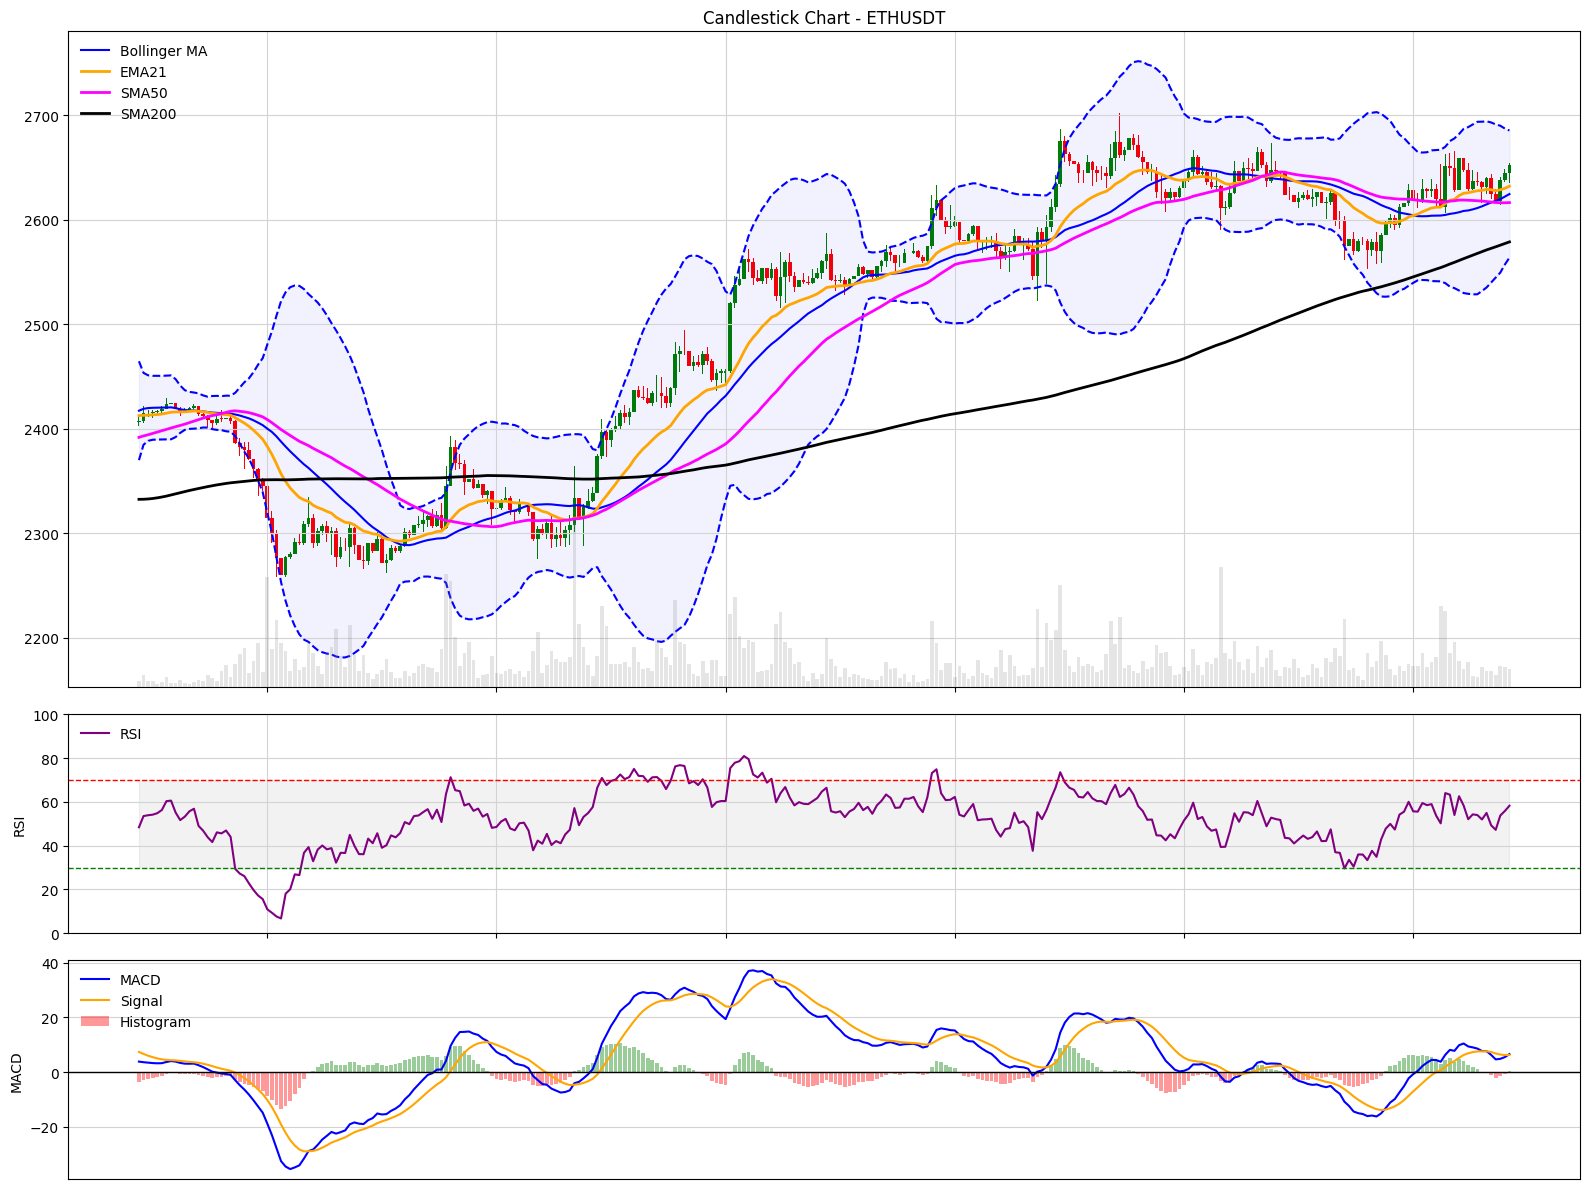 Candlestick Chart - ETHUSDT
Bollinger MA
EMA21
SMA50
SMA200
2700
2600
2500
2400
2300
2200
RSI
100
80
60
40
20
0
RSI
MACD
Signal
Histogram
40
20
0
−20
MACD